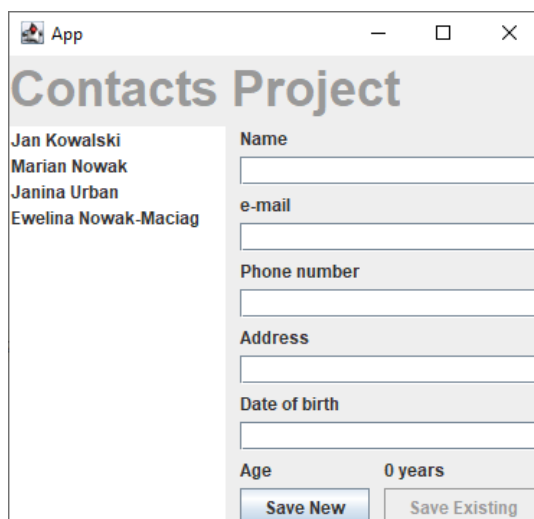 App
Contacts Project
Jan Kowalski
Marian Nowak
Janina Urban
Ewelina Nowak-Maciag
Name
e-mail
Phone number
Address
Date of birth
Age 0 years
Save New Save Existing